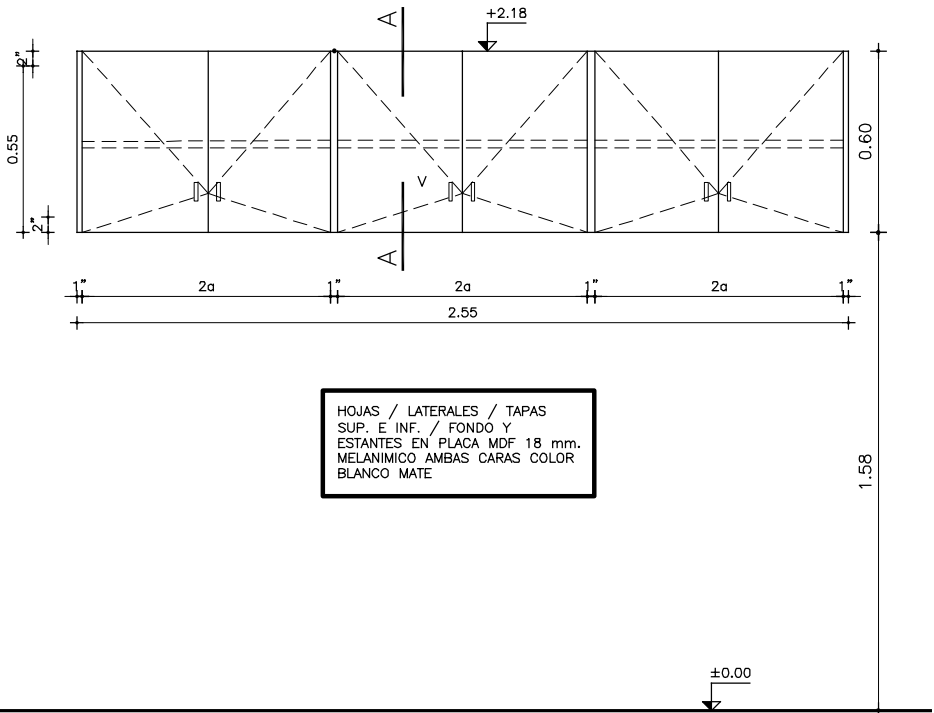 A
+2.18
2"
0.55
0.60
V
2"
A
1" 2a 1" 2a 1" 2a 1"
2.55
HOJAS / LATERALES / TAPAS
SUP. E INF. / FONDO Y
ESTANTES EN PLACA MDF 18 mm.
MELANIMICO AMBAS CARAS COLOR
BLANCO MATE
1.58
±0.00